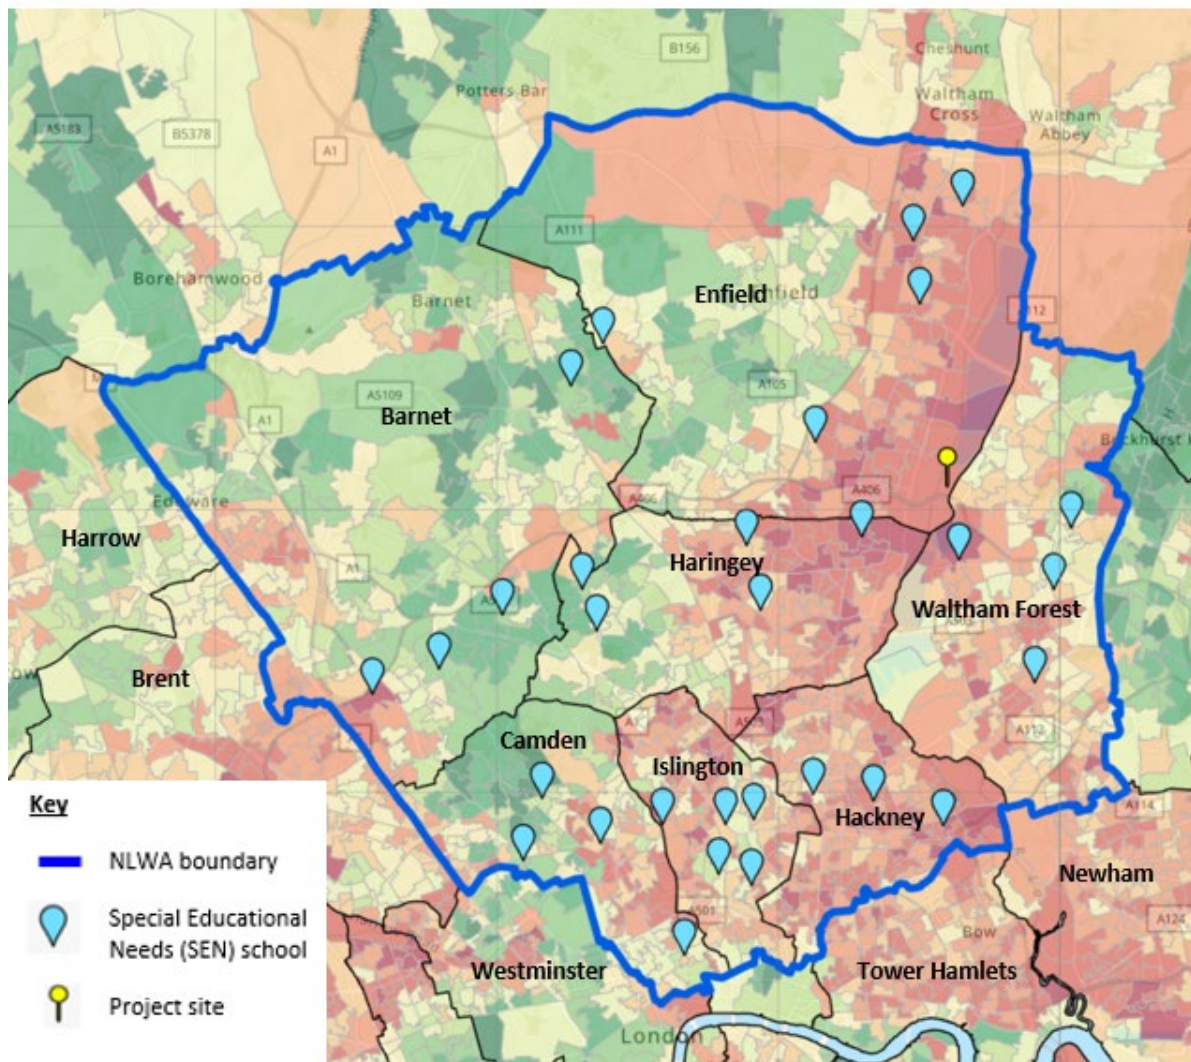 B156
Cheshunt
Potters Bar
Waltham
Cross
Waltham
Abbey
A5183
B5378
A1
A111
Borehamwood
Barnet
Enfield
A112
A1
A5109
Barnet
A105
Edgware
A406
A406
Harrow
Haringey
A1
Waltham Forest
Brent
Camden
A1
A503
A112
Islington
Hackney
A114
Key
NLWA boundary
Special Educational
Needs (SEN) school
Project site
Newham
A501
Bow
A124
Westminster
Tower Hamlets
London